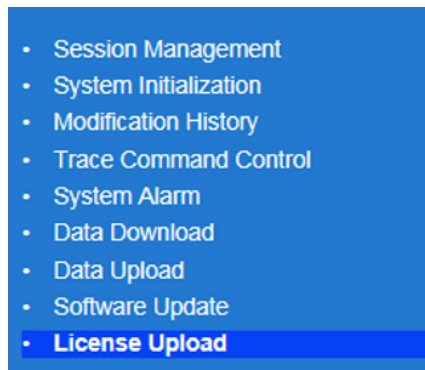 • Session Management
• System Initialization
• Modification History
• Trace Command Control
• System Alarm
• Data Download
• Data Upload
• Software Update
• License Upload